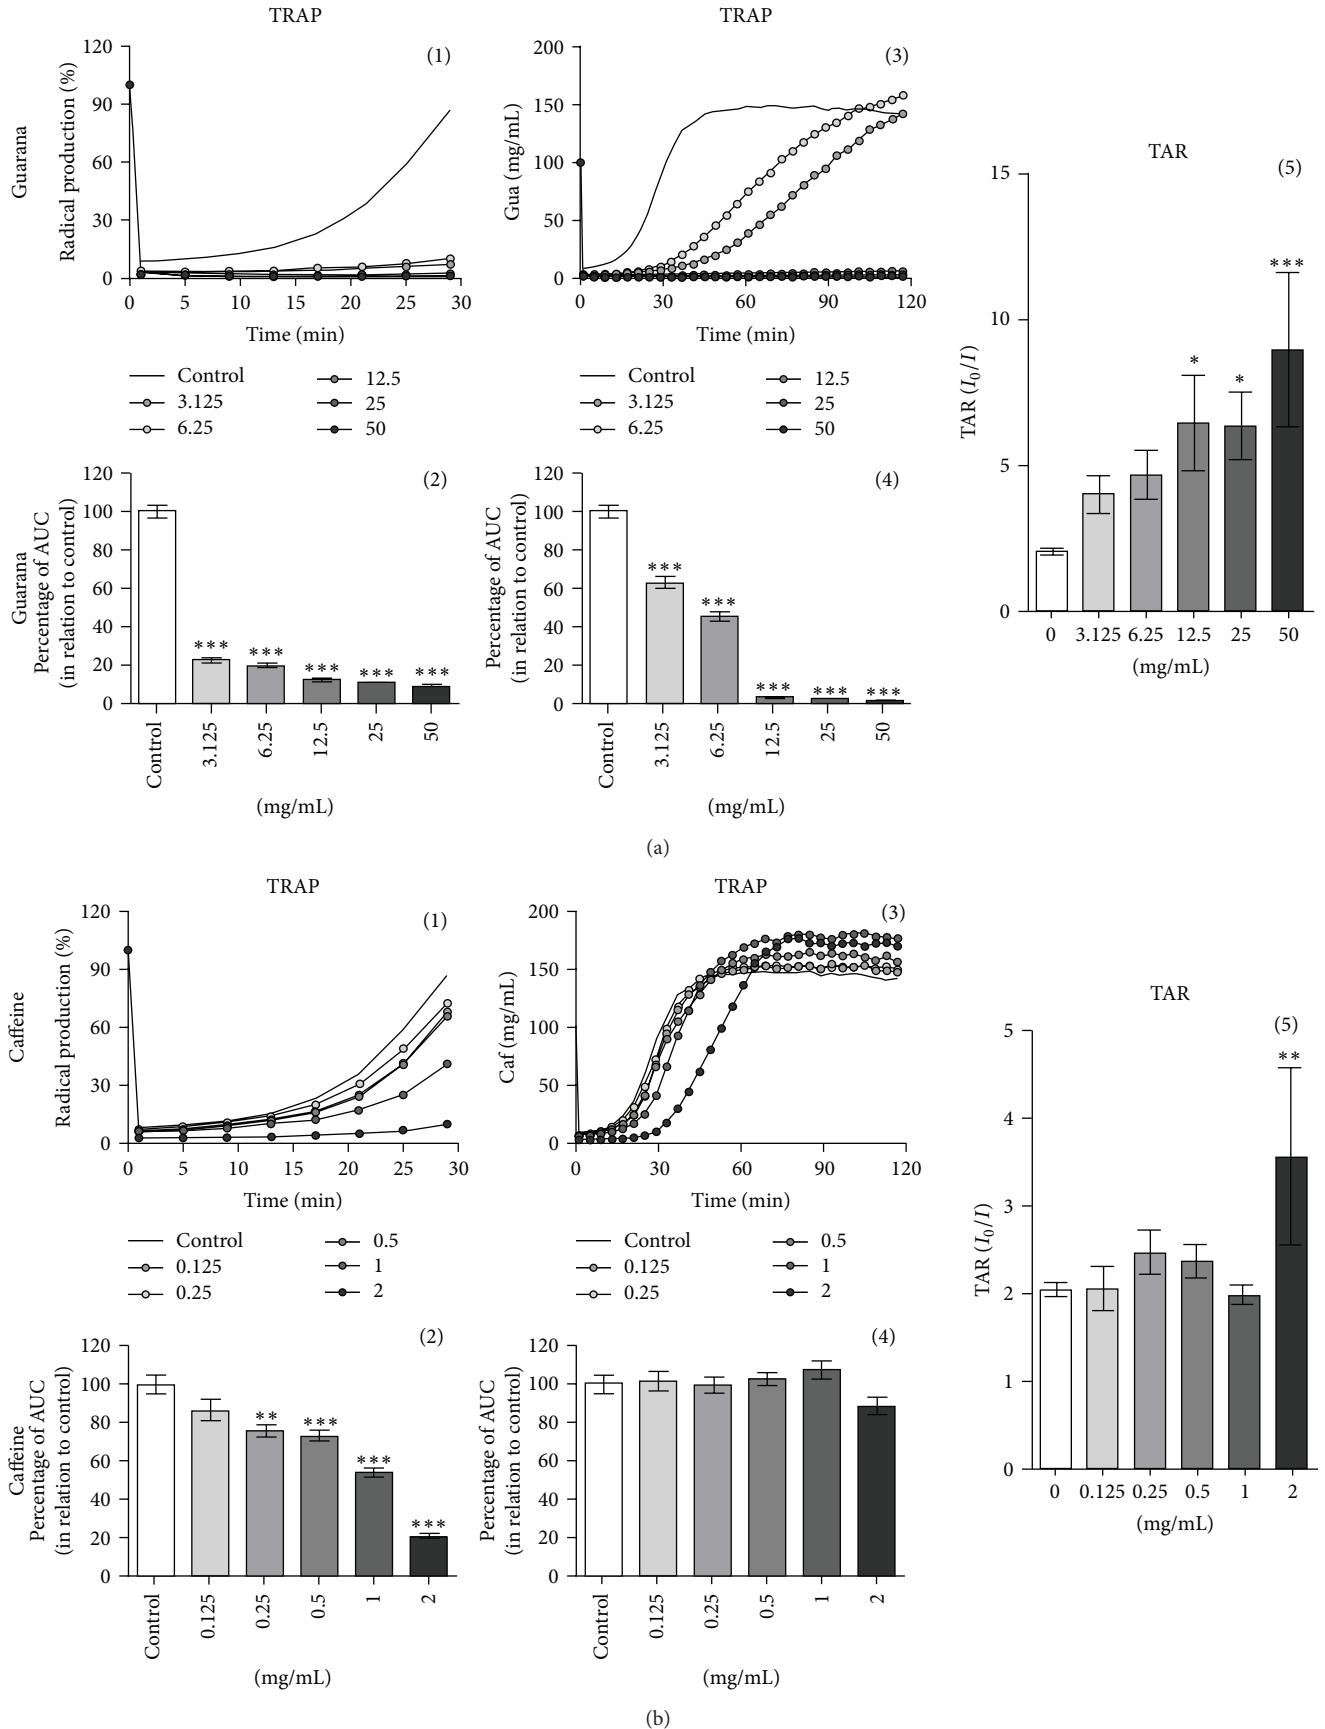 TRAP
(1)
120
90
60
30
0
Radical production (%)
Guarana
0 5 10 15 20 25 30
Time (min)
Control
3.125
6.25
12.5
25
50
TRAP
(3)
200
150
100
50
0
Gua (mg/mL)
0 30 60 90 120
Time (min)
Control
3.125
6.25
12.5
25
50
(2)
120
100
80
60
40
20
0
Guarana
Percentage of AUC
(in relation to control)
*** *** *** *** ***
Control 3.125 6.25 12.5 25 50
(mg/mL)
(4)
120
100
80
60
40
20
0
Percentage of AUC
(in relation to control)
*** *** *** *** ***
Control 3.125 6.25 12.5 25 50
(mg/mL)
TAR
(5)
15
10
5
0
TAR (I₀/I)
* * ***
0 3.125 6.25 12.5 25 50
(mg/mL)
(a)
TRAP
(1)
120
90
60
30
0
Radical production (%)
Caffeine
0 5 10 15 20 25 30
Time (min)
Control
0.125
0.25
0.5
1
2
TRAP
(3)
200
150
100
50
0
Caf (mg/mL)
0 30 60 90 120
Time (min)
Control
0.125
0.25
0.5
1
2
(2)
120
100
80
60
40
20
0
Caffeine
Percentage of AUC
(in relation to control)
** *** *** ***
Control 0.125 0.25 0.5 1 2
(mg/mL)
(4)
120
100
80
60
40
20
0
Percentage of AUC
(in relation to control)
Control 0.125 0.25 0.5 1 2
(mg/mL)
TAR
(5)
5
4
3
2
1
0
TAR (I₀/I)
**
0 0.125 0.25 0.5 1 2
(mg/mL)
(b)